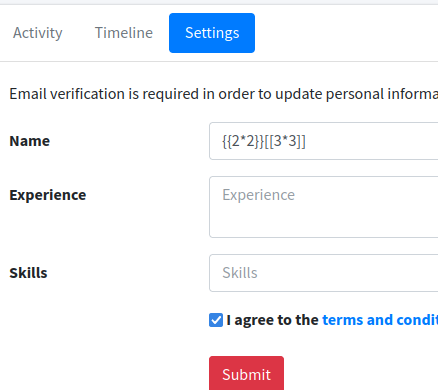 Activity Timeline Settings
Email verification is required in order to update personal informa
Name {{2*2}}[[3*3]]
Experience Experience
Skills Skills
I agree to the terms and condit
Submit